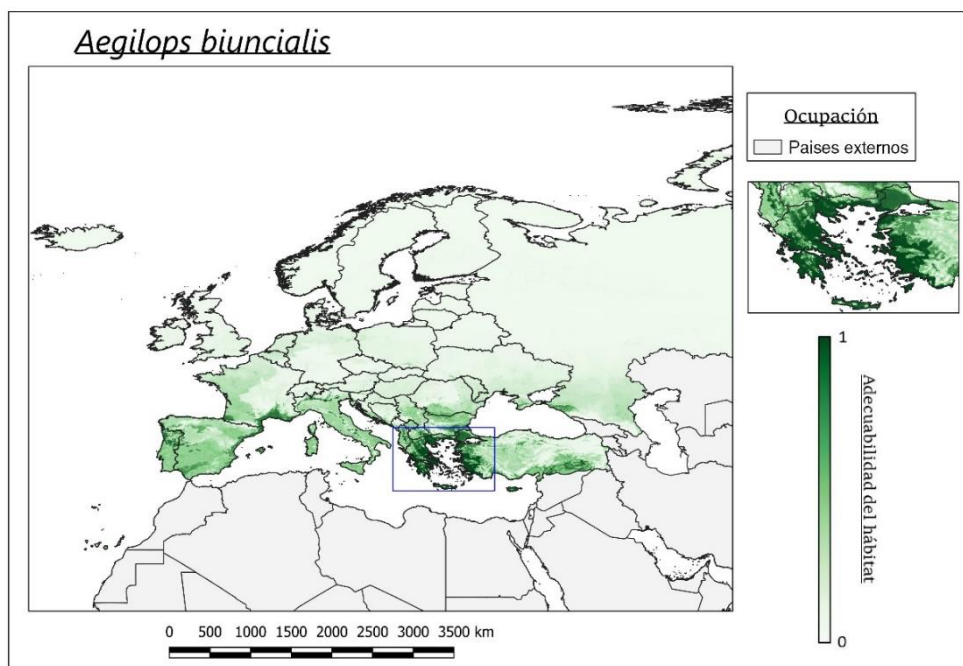 Aegilops biuncialis
Ocupación
Paises externos
1
Adecuabilidad del hábitat
0
0 500 1000 1500 2000 2500 3000 3500 km